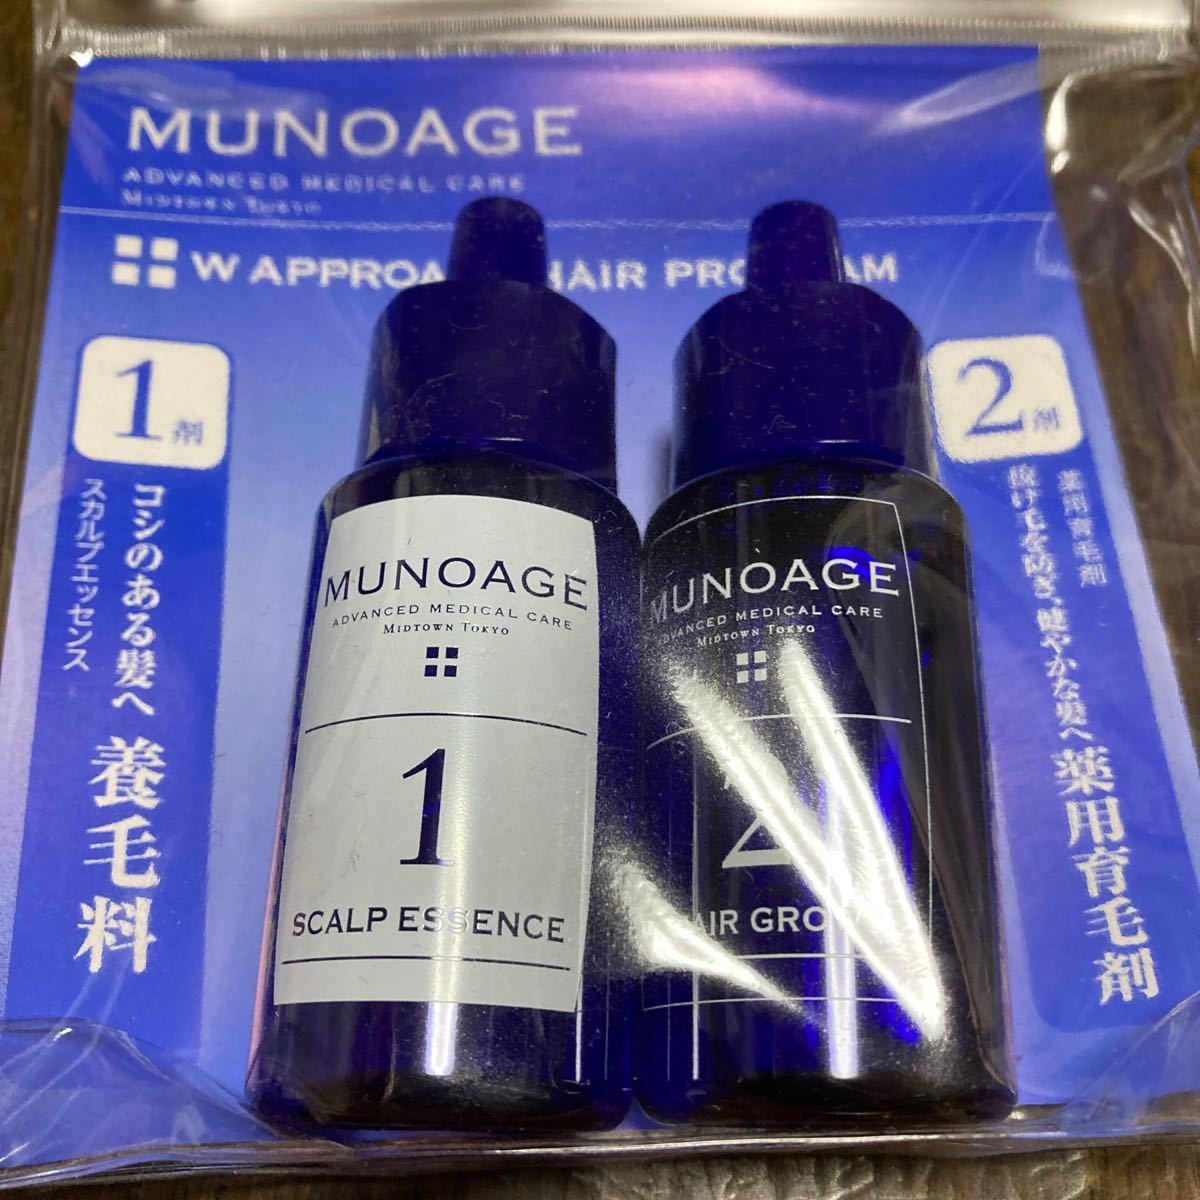 MUNOAGE
ADVANCED MEDICAL CARE
MIDTOWN TOKYO
W APPROA HAIR PRO AM
1剤
コシのある髪へ 養毛料
スカルプエッセンス
2剤
薬用育毛剤
抜け毛を防ぎ、健やかな髪へ 薬用育毛剤
MUNOAGE
ADVANCED MEDICAL CARE
MIDTOWN TOKYO
1
SCALP ESSENCE
MUNOAGE
ADVANCED MEDICAL CARE
MIDTOWN TOKYO
2
HAIR GRO